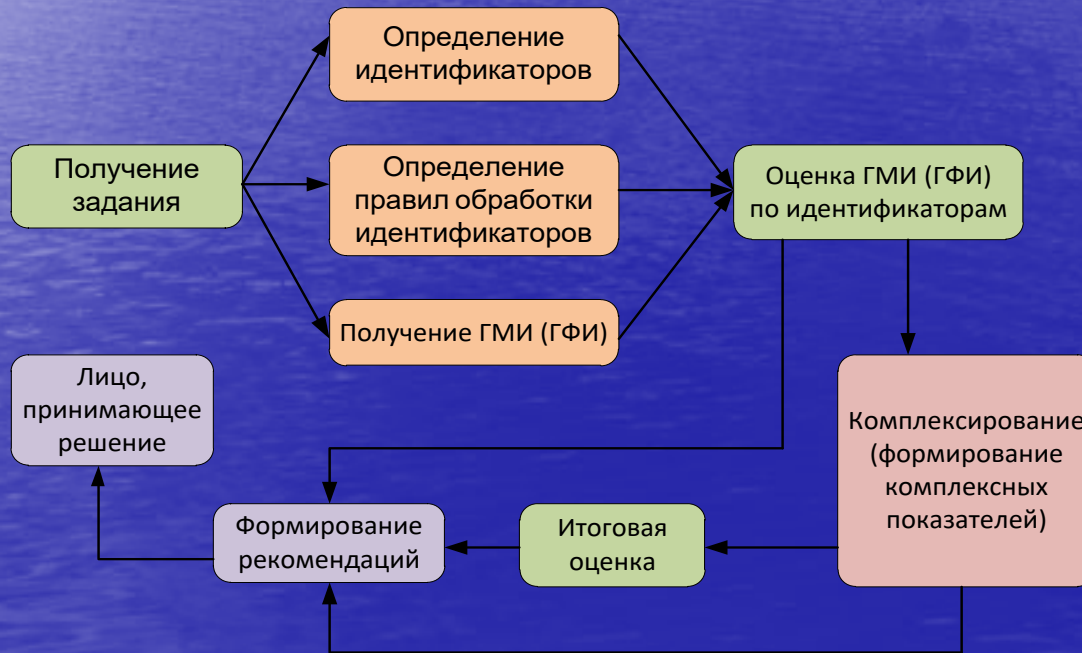 Определение
идентификаторов
Получение
задания
Определение
правил обработки
идентификаторов
Оценка ГМИ (ГФИ)
по идентификаторам
Получение ГМИ (ГФИ)
Лицо,
принимающее
решение
Комплексирование
(формирование
комплексных
показателей)
Формирование
рекомендаций
Итоговая
оценка